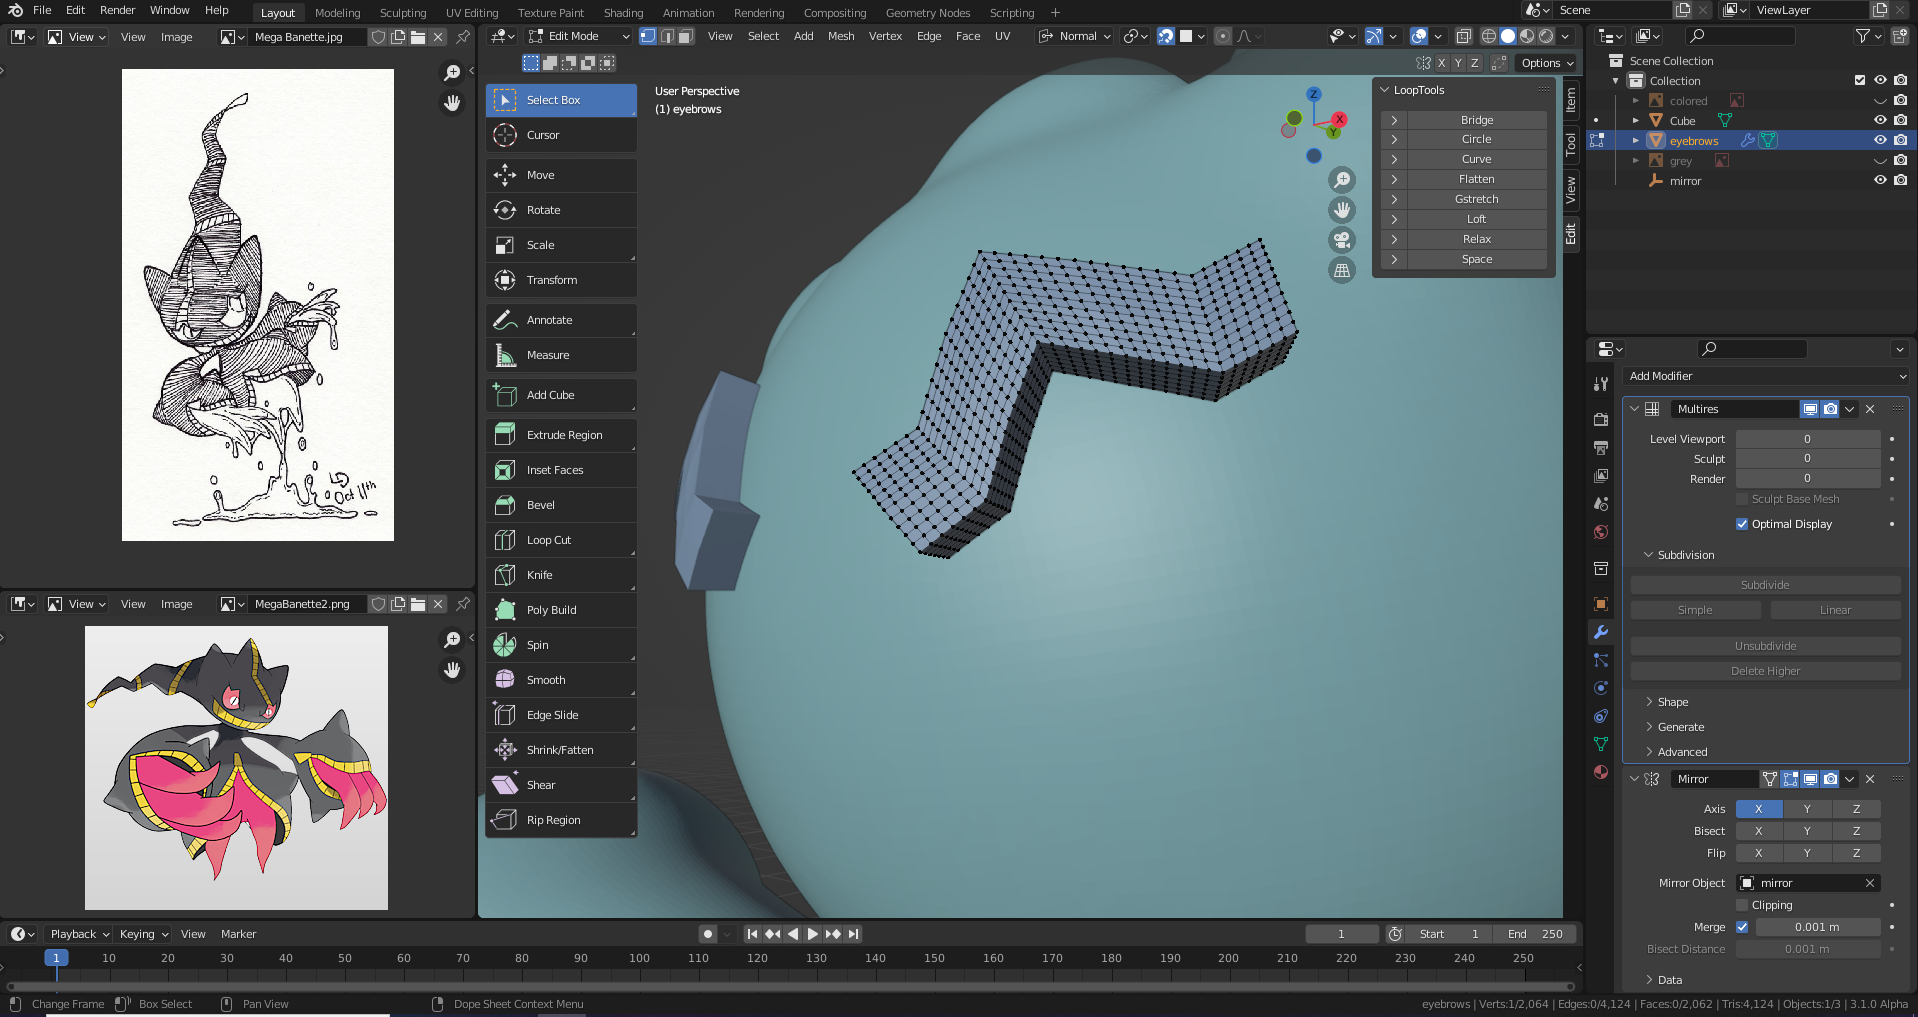 File Edit Render Window Help Layout Modeling Sculpting UV Editing Texture Paint Shading Animation Rendering Compositing Geometry Nodes Scripting + Scene ViewLayer
View View Image Mega Banette.jpg
Edit Mode View Select Add Mesh Vertex Edge Face UV Normal
X Y Z Options
Select Box
Cursor
Move
Rotate
Scale
Transform
Annotate
Measure
Add Cube
Extrude Region
Inset Faces
Bevel
Loop Cut
Knife
Poly Build
Spin
Smooth
Edge Slide
Shrink/Fatten
Shear
Rip Region
User Perspective
(1) eyebrows
Z
X
Y
LoopTools
Bridge
Circle
Curve
Flatten
Gstretch
Loft
Relax
Space
Item
Tool
View
Edit
Scene Collection
Collection
colored
Cube
eyebrows
grey
mirror
Add Modifier
Multires
Level Viewport 0
Sculpt 0
Render 0
Sculpt Base Mesh
Optimal Display
Subdivision
Subdivide
Simple Linear
Unsubdivide
Delete Higher
Shape
Generate
Advanced
Mirror
Axis X Y Z
Bisect X Y Z
Flip X Y Z
Mirror Object mirror
Clipping
Merge 0.001 m
Bisect Distance 0.001 m
Data
Oct 11th
View View Image MegaBanette2.png
Playback Keying View Marker 1 Start 1 End 250
1 10 20 30 40 50 60 70 80 90 100 110 120 130 140 150 160 170 180 190 200 210 220 230 240 250
Change Frame Box Select Pan View Dope Sheet Context Menu eyebrows | Verts:1/2,064 | Edges:0/4,124 | Faces:0/2,062 | Tris:4,124 | Objects:1/3 | 3.1.0 Alpha